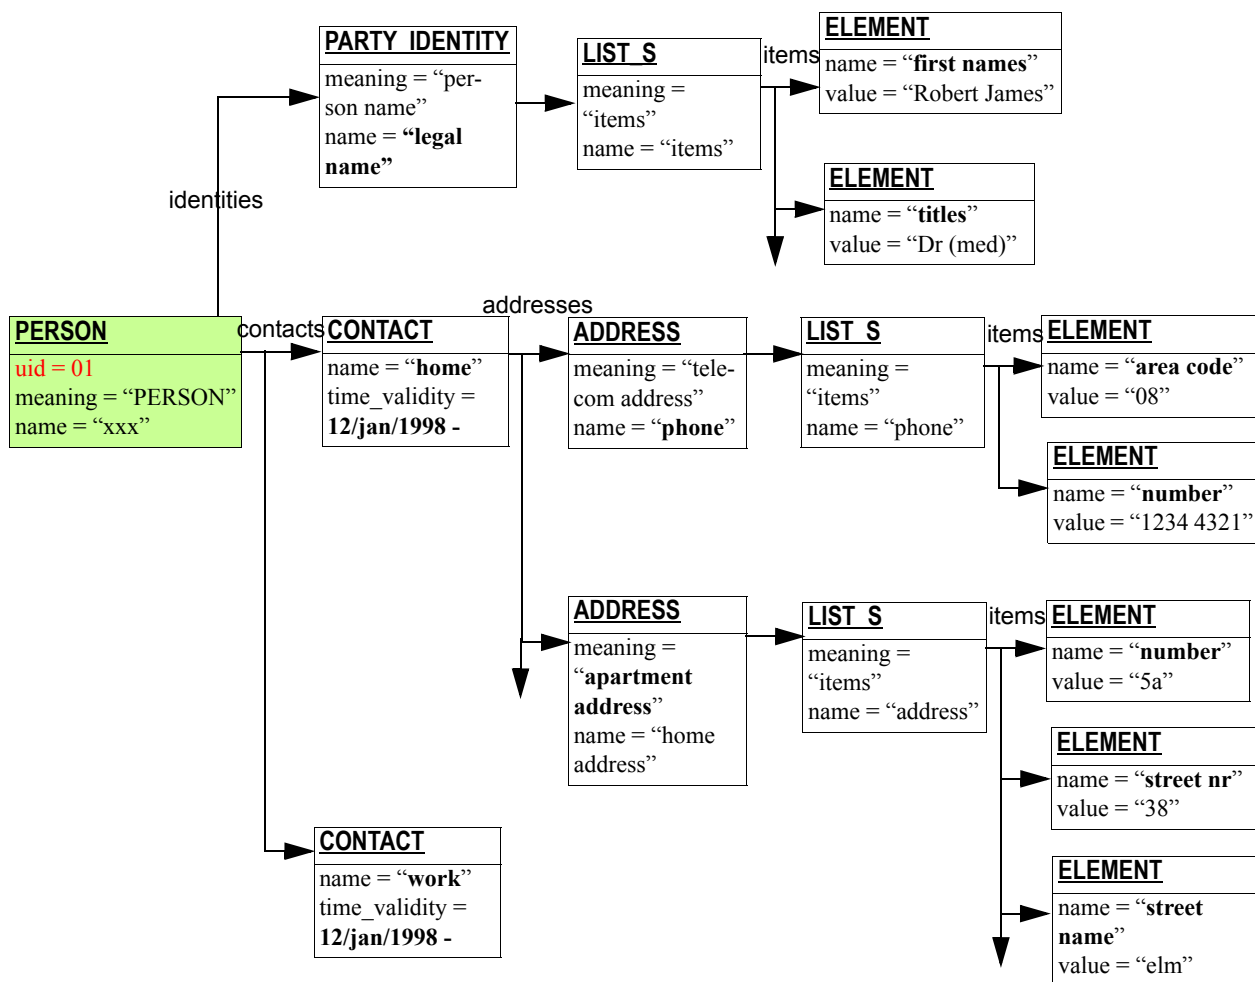 PARTY_IDENTITY
meaning = “per-
son name”
name = “legal
name”
LIST_S
meaning =
“items”
name = “items”
items
ELEMENT
name = “first names”
value = “Robert James”
ELEMENT
name = “titles”
value = “Dr (med)”
identities
PERSON
uid = 01
meaning = “PERSON”
name = “xxx”
contacts
CONTACT
name = “home”
time_validity =
12/jan/1998 -
addresses
ADDRESS
meaning = “tele-
com address”
name = “phone”
LIST_S
meaning =
“items”
name = “phone”
items
ELEMENT
name = “area code”
value = “08”
ELEMENT
name = “number”
value = “1234 4321”
ADDRESS
meaning =
“apartment
address”
name = “home
address”
LIST_S
meaning =
“items”
name = “address”
items
ELEMENT
name = “number”
value = “5a”
ELEMENT
name = “street nr”
value = “38”
ELEMENT
name = “street
name”
value = “elm”
CONTACT
name = “work”
time_validity =
12/jan/1998 -